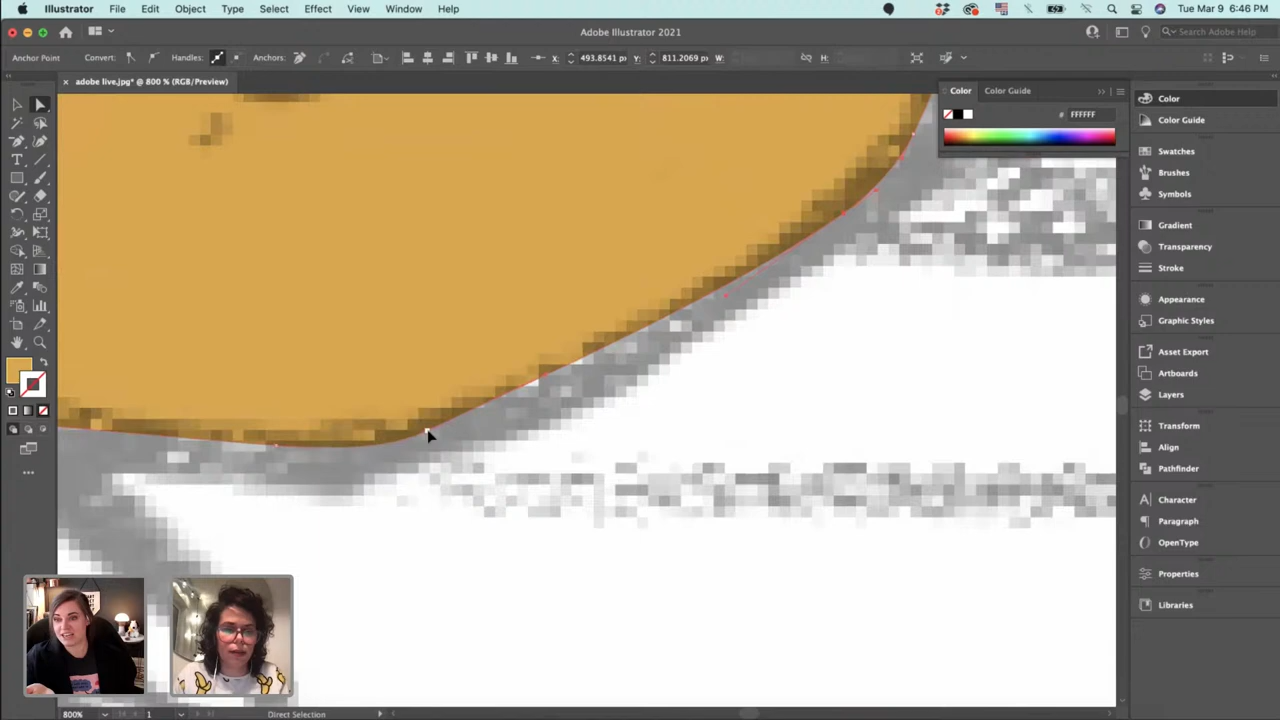 Illustrator File Edit Object Type Select Effect View Window Help Tue Mar 9 6:46 PM
Adobe Illustrator 2021
Search Adobe Help
Anchor Point Convert: Handles: Anchors: X: 493.8541 px Y: 811.2069 px W: H:
× adobe live.jpg* @ 800 % (RGB/Preview)
Color Color Guide
# FFFFFF
Color
Color Guide
Swatches
Brushes
Symbols
Gradient
Transparency
Stroke
Appearance
Graphic Styles
Asset Export
Artboards
Layers
Transform
Align
Pathfinder
Character
Paragraph
OpenType
Properties
Libraries
800% 1 Direct Selection